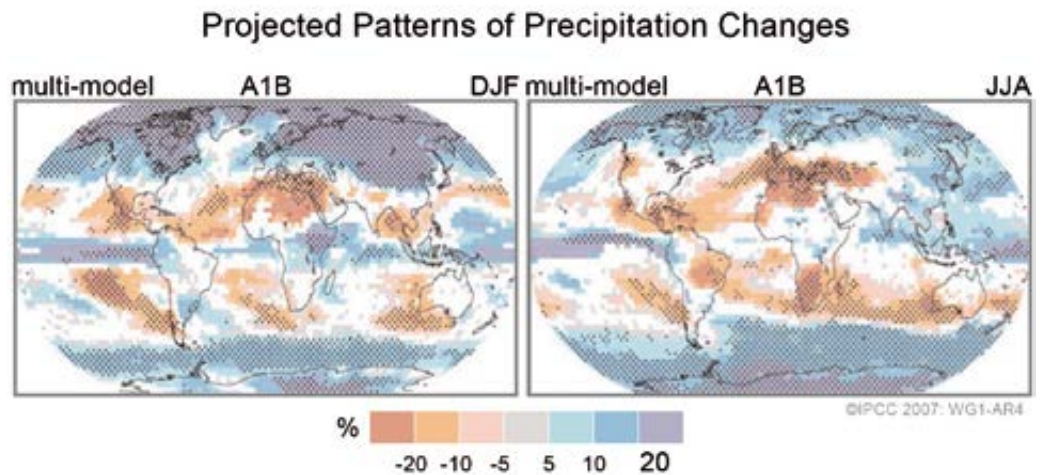 Projected Patterns of Precipitation Changes
multi-model A1B DJF
multi-model A1B JJA
©IPCC 2007: WG1-AR4
% -20 -10 -5 5 10 20